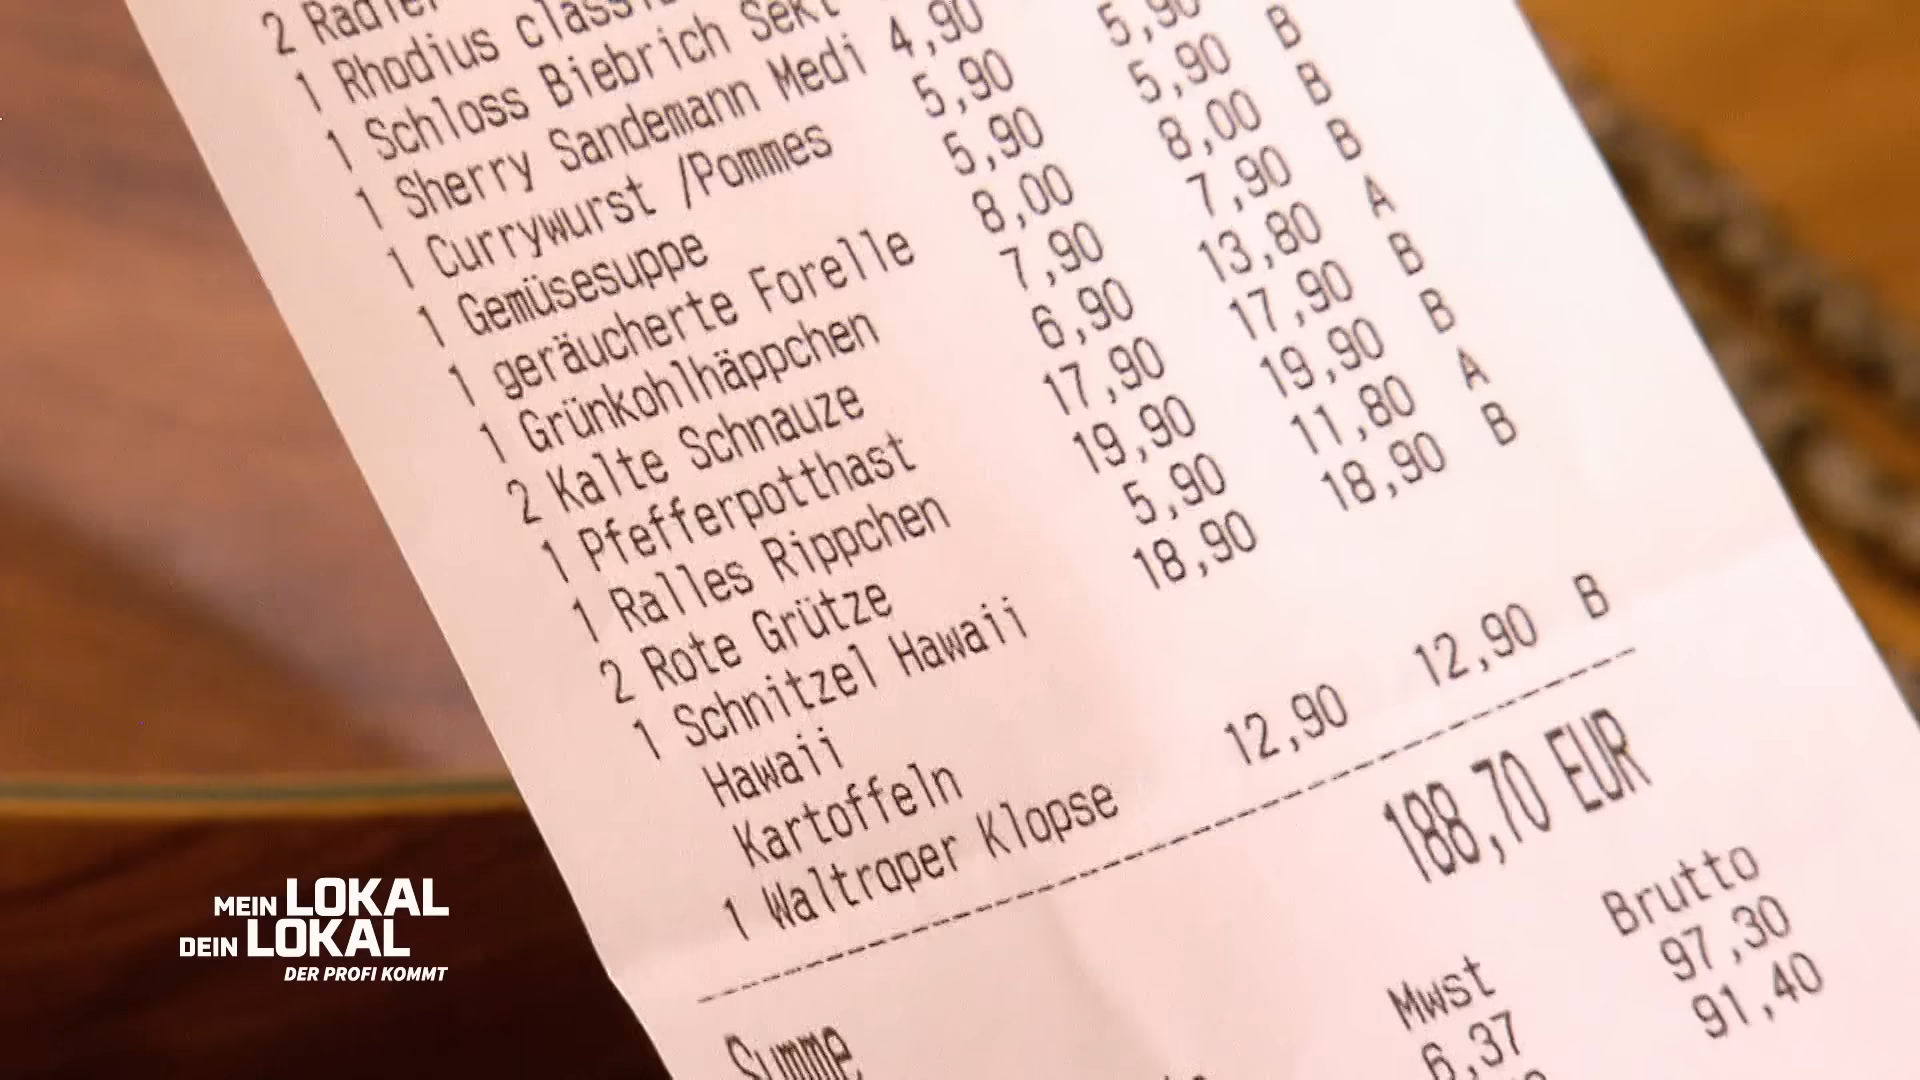 2 Radler
1 Rhodius classi
1 Schloss Biebrich Sekt
1 Sherry Sandemann Medi 4,90
1 Currywurst /Pommes 5,90 5,90
1 Gemüsesuppe 5,90 5,90 B
1 geräucherte Forelle 8,00 8,00 B
1 Grünkohlhäppchen 7,90 7,90 B
2 Kalte Schnauze 6,90 13,80 A
1 Pfefferpotthast 17,90 17,90 B
1 Ralles Rippchen 19,90 19,90 B
2 Rote Grütze 5,90 11,80 A
1 Schnitzel Hawaii 18,90 18,90 B
Hawaii
Kartoffeln
1 Waltroper Klopse 12,90 12,90 B
Summe 188,70 EUR
Mwst Brutto
6,37 97,30
91,40
MEIN LOKAL
DEIN LOKAL
DER PROFI KOMMT